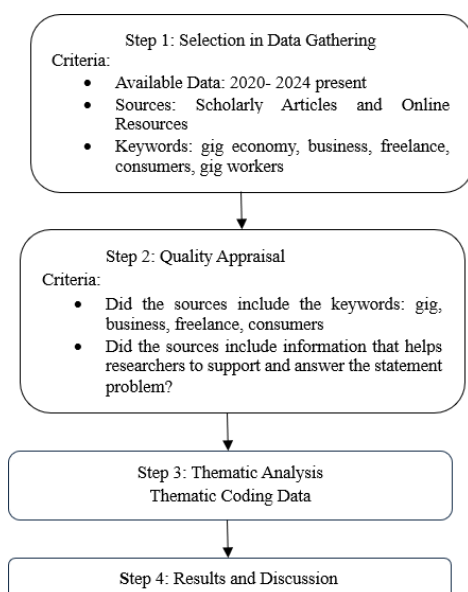 Step 1: Selection in Data Gathering
Criteria:
• Available Data: 2020- 2024 present
• Sources: Scholarly Articles and Online
Resources
• Keywords: gig economy, business, freelance,
consumers, gig workers
Step 2: Quality Appraisal
Criteria:
• Did the sources include the keywords: gig,
business, freelance, consumers
• Did the sources include information that helps
researchers to support and answer the statement
problem?
Step 3: Thematic Analysis
Thematic Coding Data
Step 4: Results and Discussion